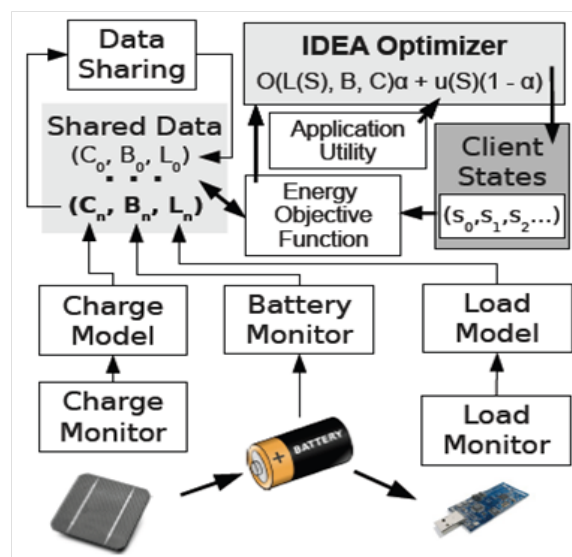 Data
Sharing
IDEA Optimizer
O(L(S), B, C)α + u(S)(1 - α)
Shared Data
(C₀, B₀, L₀)
. . .
(Cₙ, Bₙ, Lₙ)
Application
Utility
Energy
Objective
Function
Client
States
(s₀,s₁,s₂...)
Charge
Model
Battery
Monitor
Load
Model
Charge
Monitor
Load
Monitor
+
BATTERY